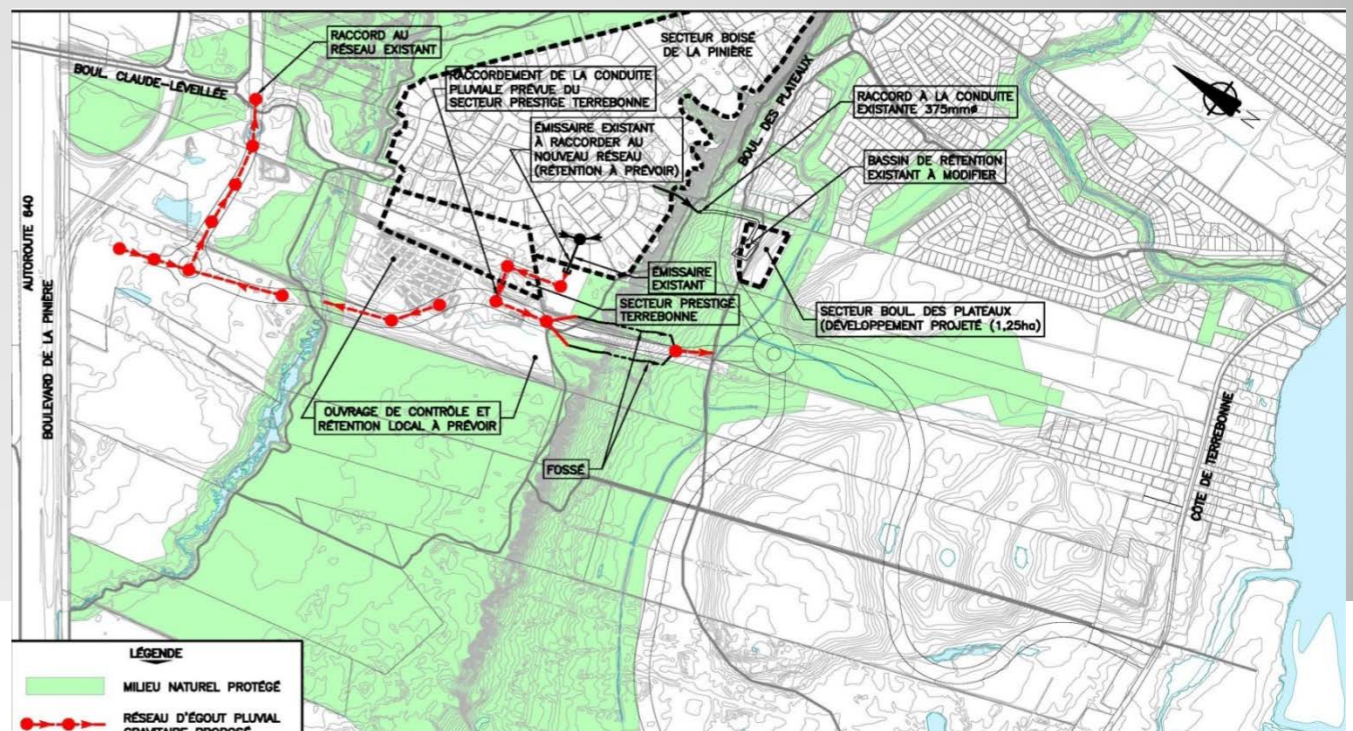 RACCORD AU
RÉSEAU EXISTANT
SECTEUR BOISÉ
DE LA PINIÈRE
BOUL. CLAUDE-LÉVEILLÉE
RACCORDEMENT DE LA CONDUITE
PLUVIALE PRÉVUE DU
SECTEUR PRESTIGE TERREBONNE
BOUL. DES PLATEAUX
RACCORD À LA CONDUITE
EXISTANTE 375mmø
N
ÉMISSAIRE EXISTANT
À RACCORDER AU
NOUVEAU RÉSEAU
(RÉTENTION À PRÉVOIR)
BASSIN DE RÉTENTION
EXISTANT À MODIFIER
AUTOROUTE 640
BOULEVARD DE LA PINIÈRE
ÉMISSAIRE
EXISTANT
SECTEUR PRESTIGE
TERREBONNE
SECTEUR BOUL. DES PLATEAUX
(DÉVELOPPEMENT PROJETÉ (1,25ha)
OUVRAGE DE CONTRÔLE ET
RÉTENTION LOCAL À PRÉVOIR
FOSSÉ
CÔTE DE TERREBONNE
LÉGENDE
MILIEU NATUREL PROTÉGÉ
RÉSEAU D'ÉGOUT PLUVIAL
GRAVITAIRE PROPOSÉ